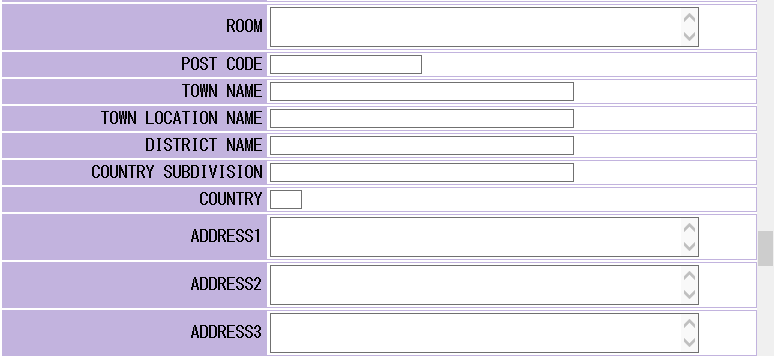 ROOM
POST CODE
TOWN NAME
TOWN LOCATION NAME
DISTRICT NAME
COUNTRY SUBDIVISION
COUNTRY
ADDRESS1
ADDRESS2
ADDRESS3